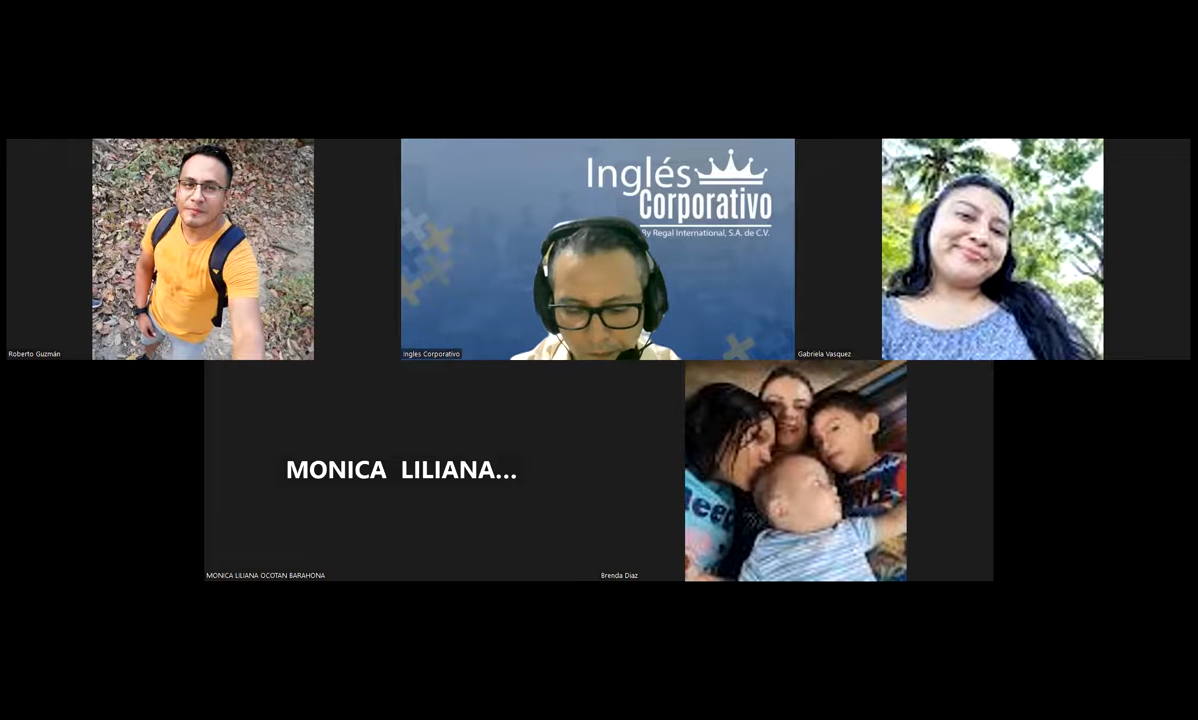 Inglés
Corporativo
By Regal International, S.A. de C.V.
Roberto Guzmán
Ingles Corporativo
Gabriela Vasquez
MONICA LILIANA...
MONICA LILIANA OCOTAN BARAHONA
Brenda Diaz